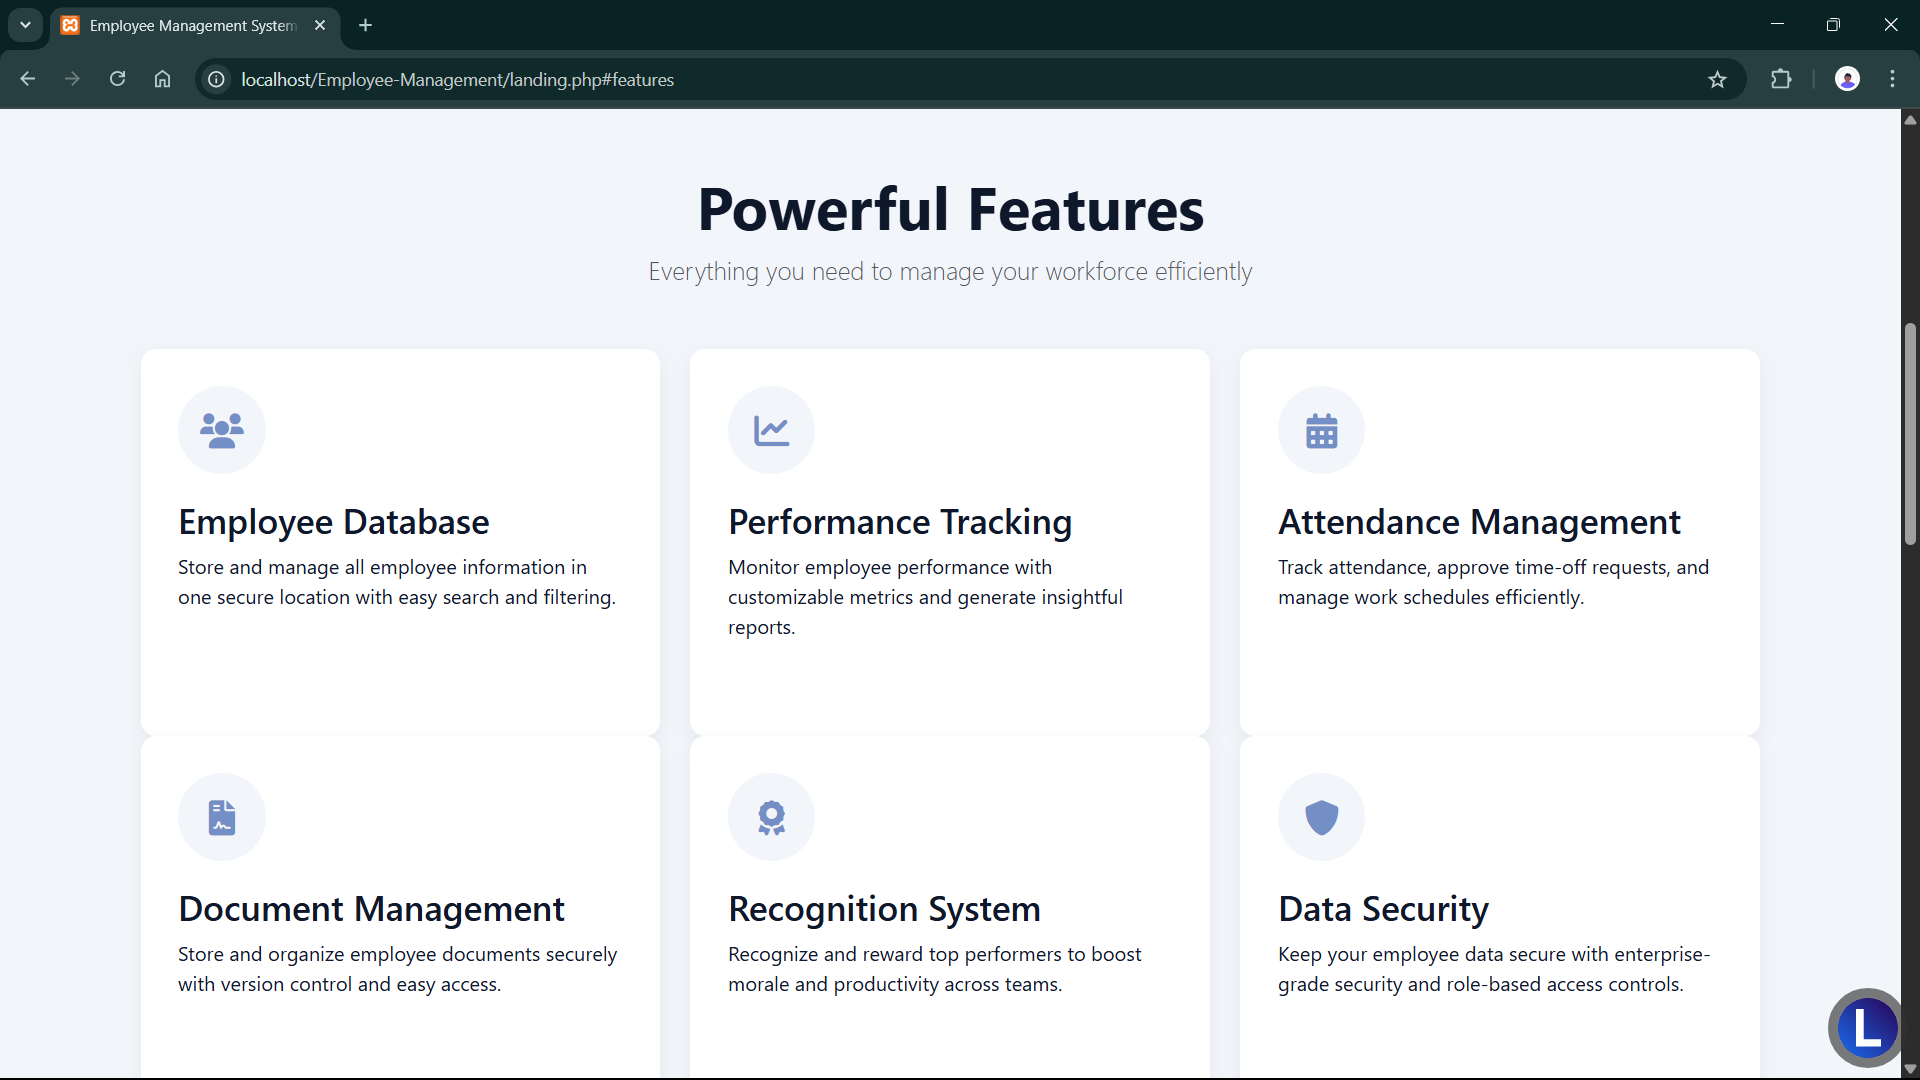 Employee Management System
localhost/Employee-Management/landing.php#features
Powerful Features
Everything you need to manage your workforce efficiently
Employee Database
Store and manage all employee information in
one secure location with easy search and filtering.
Performance Tracking
Monitor employee performance with
customizable metrics and generate insightful
reports.
Attendance Management
Track attendance, approve time-off requests, and
manage work schedules efficiently.
Document Management
Store and organize employee documents securely
with version control and easy access.
Recognition System
Recognize and reward top performers to boost
morale and productivity across teams.
Data Security
Keep your employee data secure with enterprise-
grade security and role-based access controls.
L